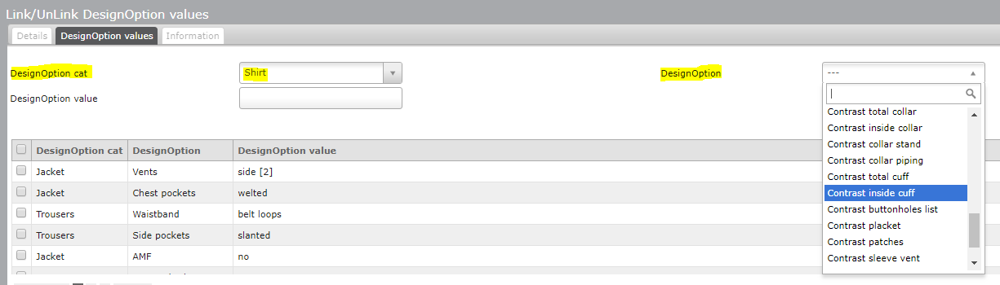 Link/UnLink DesignOption values
Details DesignOption values Information
DesignOption cat Shirt DesignOption ---
DesignOption value
Contrast total collar
Contrast inside collar
Contrast collar stand
Contrast collar piping
Contrast total cuff
Contrast inside cuff
Contrast buttonholes list
Contrast placket
Contrast patches
Contrast sleeve vent
DesignOption cat DesignOption DesignOption value
Jacket Vents side [2]
Jacket Chest pockets welted
Trousers Waistband belt loops
Trousers Side pockets slanted
Jacket AMF no